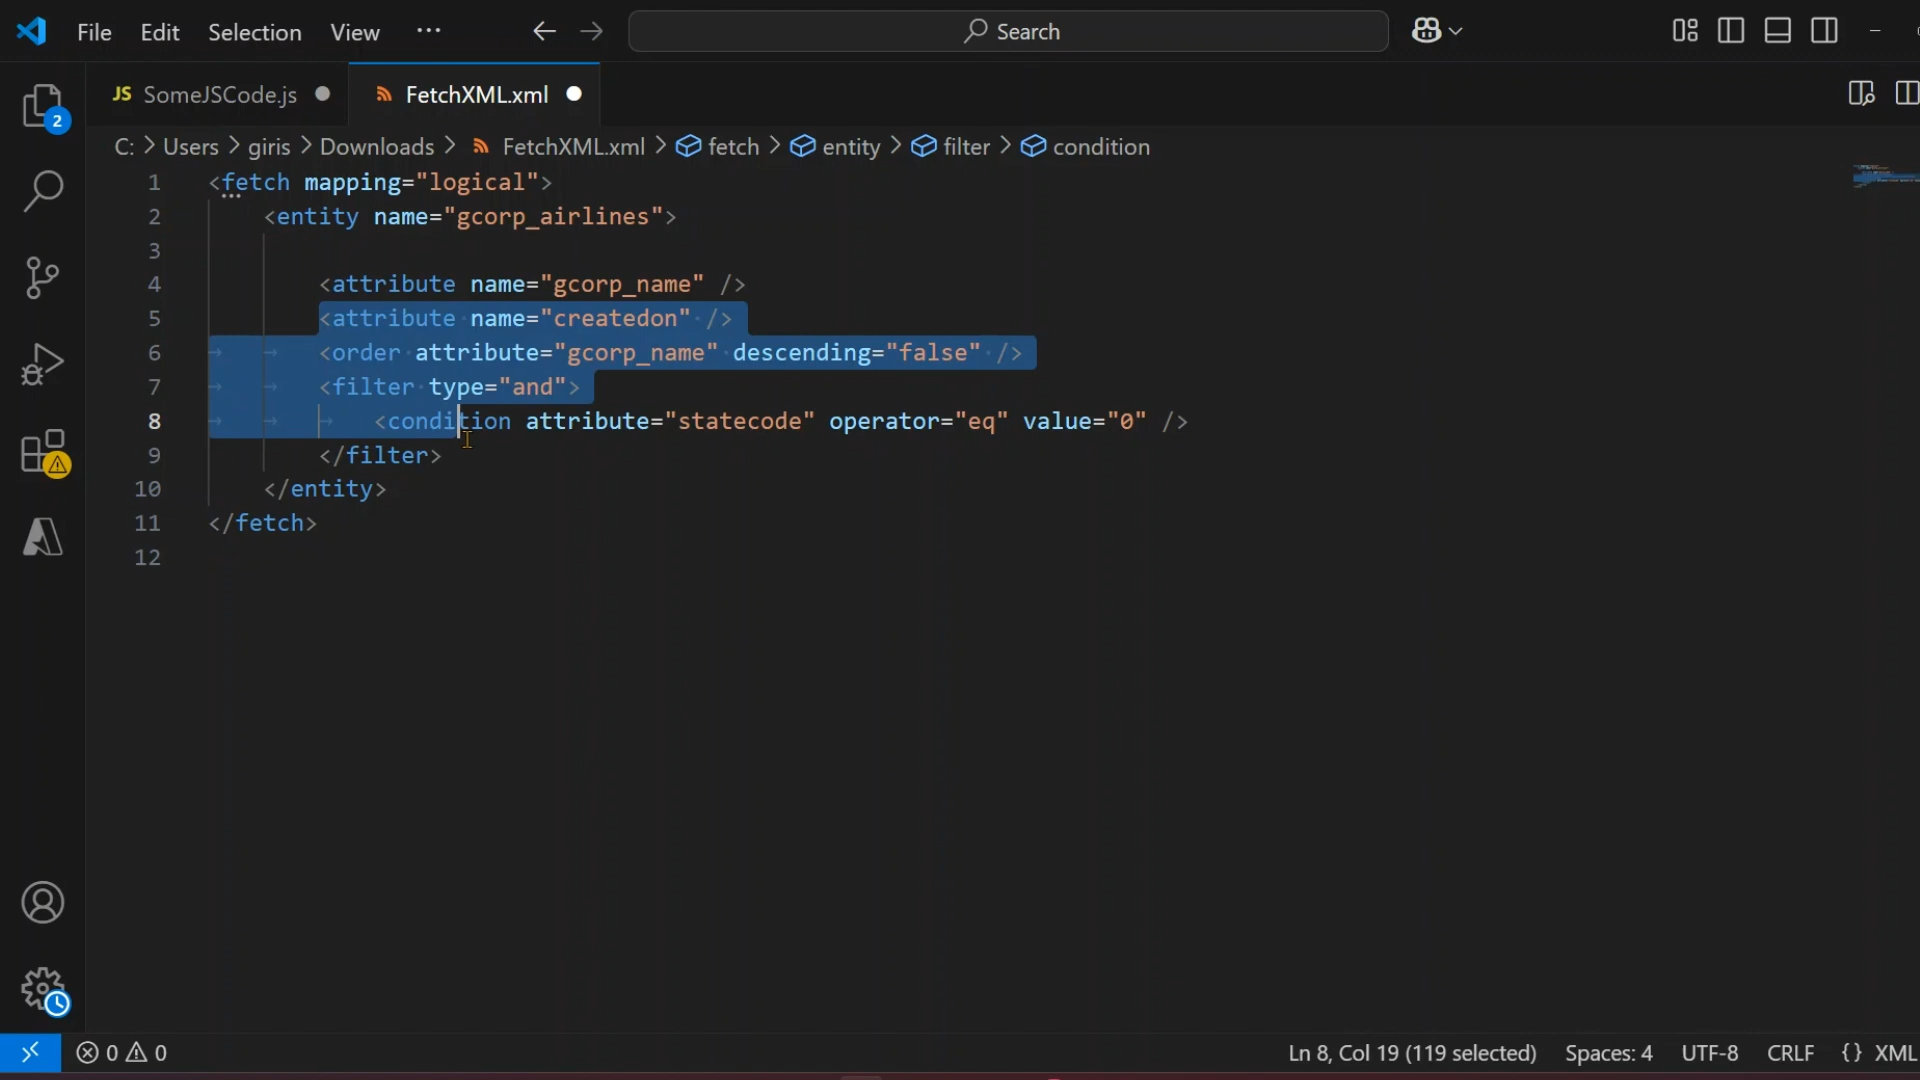 File Edit Selection View ··· Search
JS SomeJSCode.js FetchXML.xml
2
C: > Users > giris > Downloads > FetchXML.xml > fetch > entity > filter > condition
1 <fetch mapping="logical">
2 <entity name="gcorp_airlines">
3
4 <attribute name="gcorp_name" />
5 <attribute name="createdon" />
6 <order attribute="gcorp_name" descending="false" />
7 <filter type="and">
8 <condition attribute="statecode" operator="eq" value="0" />
9 </filter>
10 </entity>
11 </fetch>
12
0 0 Ln 8, Col 19 (119 selected) Spaces: 4 UTF-8 CRLF {} XML